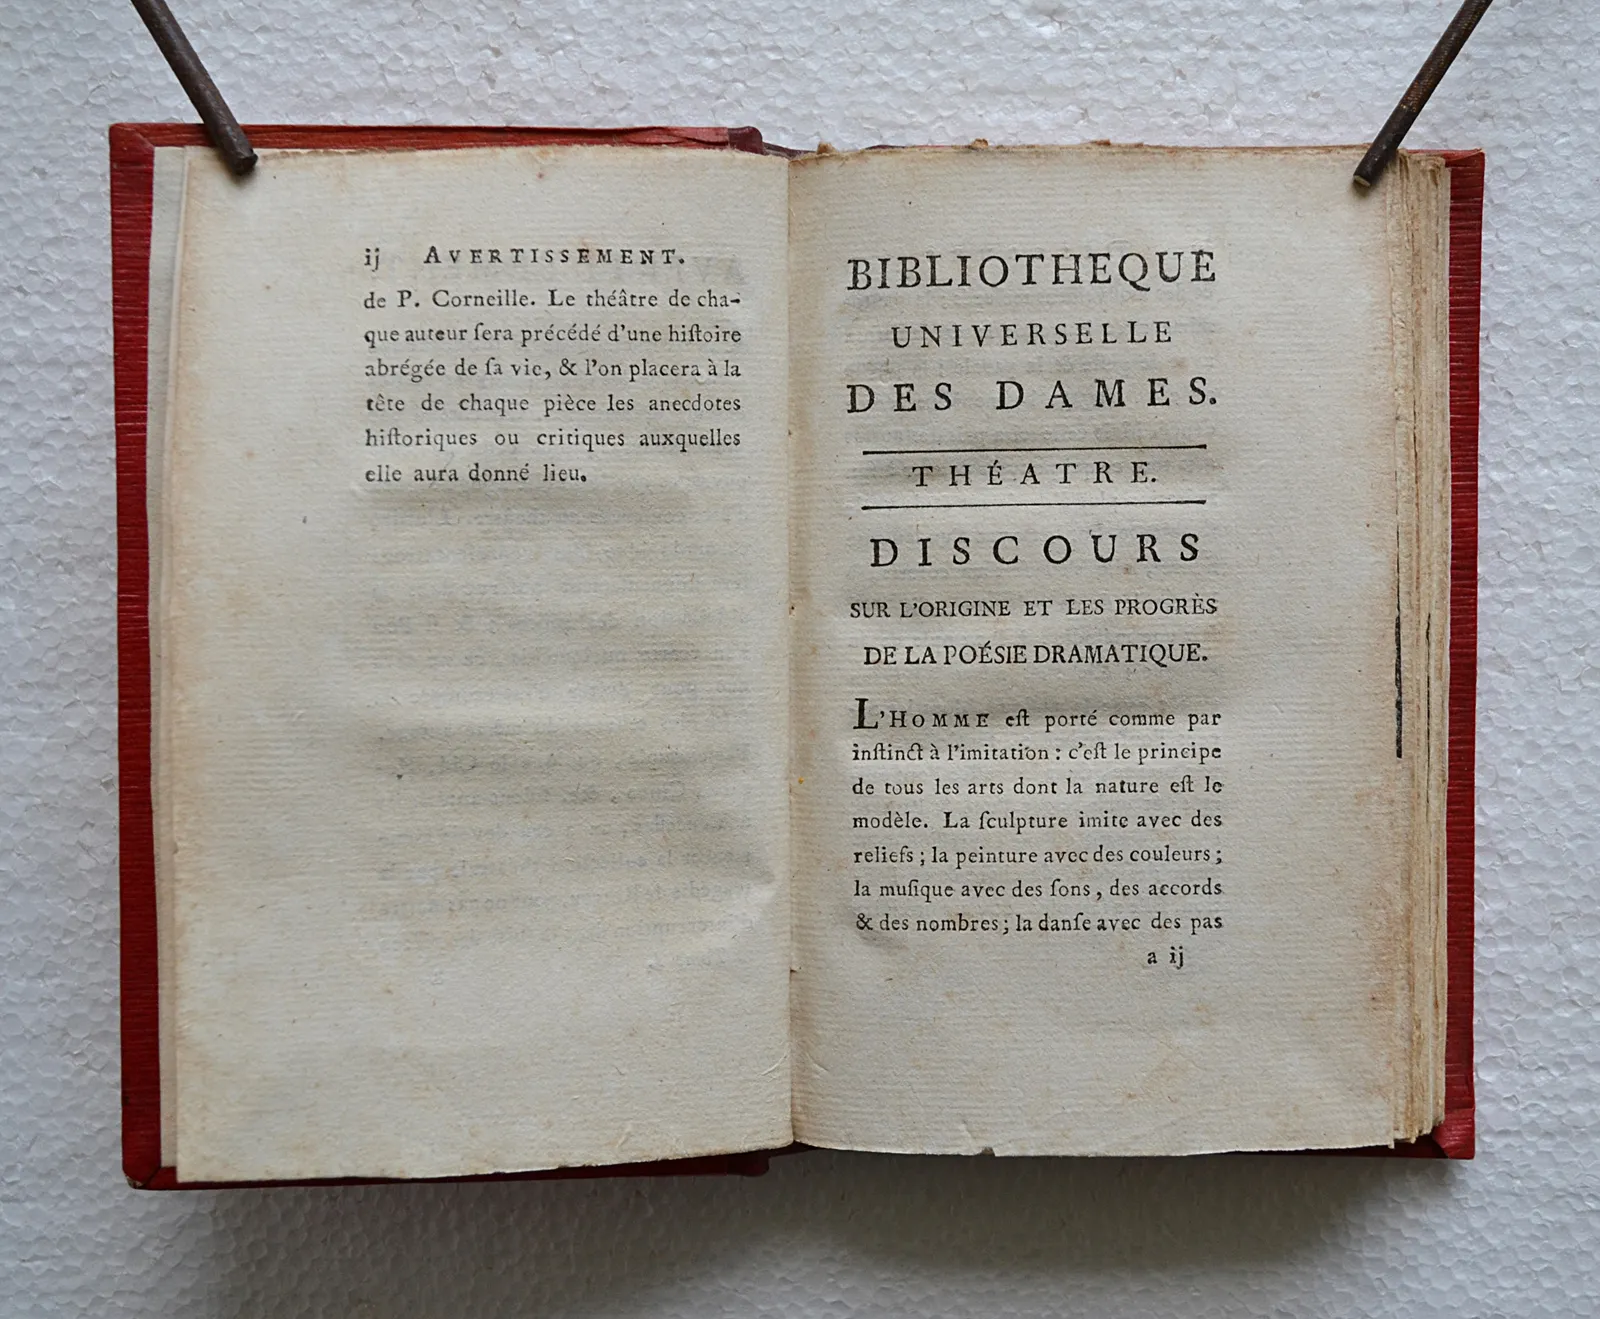 ij AVERTISSEMENT.
de P. Corneille. Le théâtre de cha-
que auteur ſera précédé d'une hiſtoire
abrégée de ſa vie, & l'on placera à la
tête de chaque pièce les anecdotes
hiſtoriques ou critiques auxquelles
elle aura donné lieu.
BIBLIOTHEQUE
UNIVERSELLE
DES DAMES.
THÉATRE.
DISCOURS
SUR L'ORIGINE ET LES PROGRÈS
DE LA POÉSIE DRAMATIQUE.
L'HOMME eſt porté comme par
inſtinct à l'imitation : c'eſt le principe
de tous les arts dont la nature eſt le
modèle. La ſculpture imite avec des
reliefs ; la peinture avec des couleurs ;
la muſique avec des ſons, des accords
& des nombres ; la danſe avec des pas
a ij